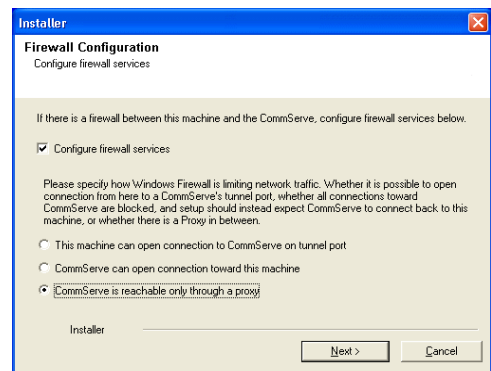 Installer
Firewall Configuration
Configure firewall services
If there is a firewall between this machine and the CommServe, configure firewall services below.
Configure firewall services
Please specify how Windows Firewall is limiting network traffic. Whether it is possible to open
connection from here to a CommServe's tunnel port, whether all connections toward
CommServe are blocked, and setup should instead expect CommServe to connect back to this
machine, or whether there is a Proxy in between.
This machine can open connection to CommServe on tunnel port
CommServe can open connection toward this machine
CommServe is reachable only through a proxy
Installer
Next >
Cancel